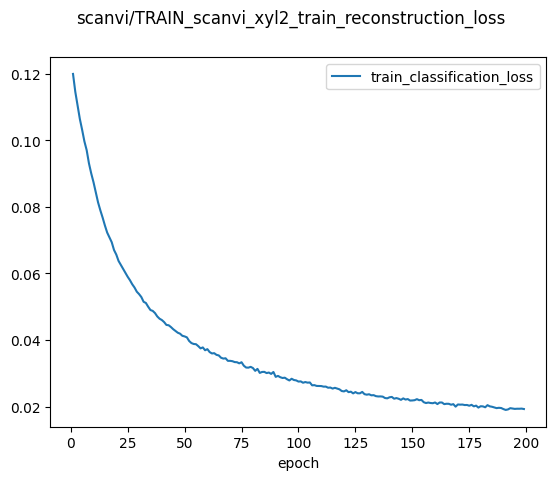 scanvi/TRAIN_scanvi_xyl2_train_reconstruction_loss
train_classification_loss
0.12
0.10
0.08
0.06
0.04
0.02
0 25 50 75 100 125 150 175 200
epoch